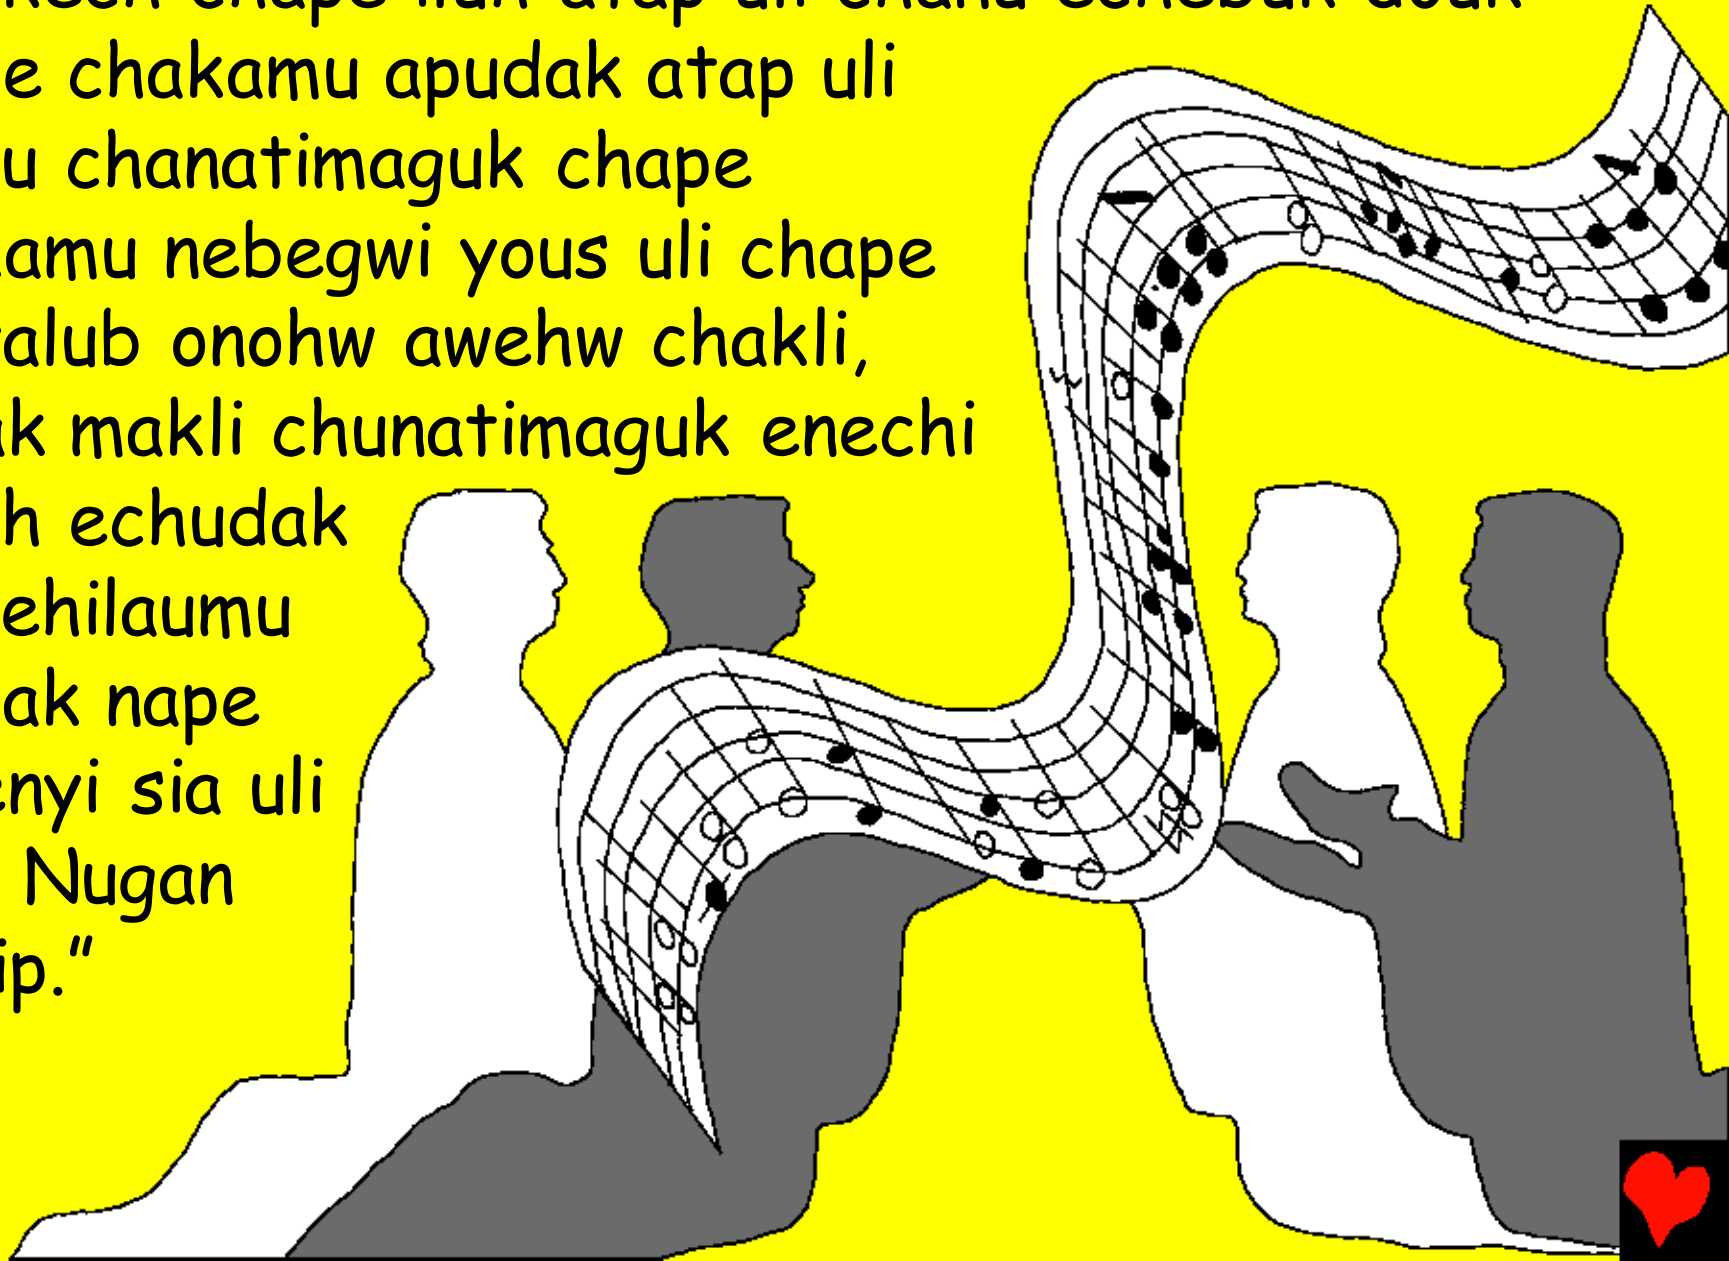 e chakamu apudak atap uli
u chanatimaguk chape
amu nebegwi yous uli chape
alub onohw awehw chakli,
k makli chunatimaguk enechi
h echudak
ehilaumu
ak nape
enyi sia uli
Nugan
ip.”